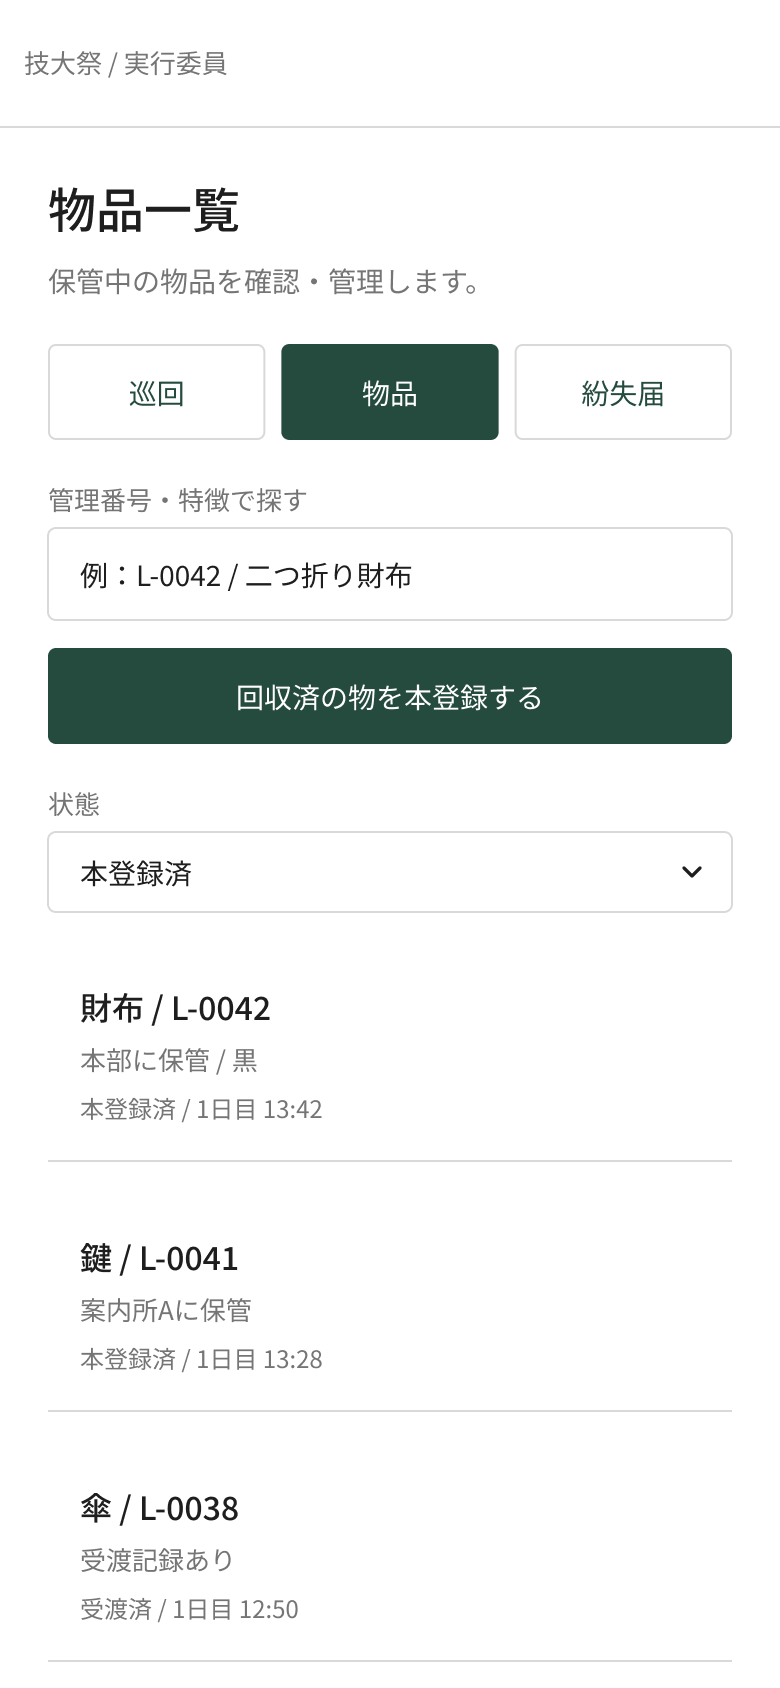 技大祭 / 実行委員
物品一覧
保管中の物品を確認・管理します。
巡回
物品
紛失届
管理番号・特徴で探す
例：L-0042 / 二つ折り財布
回収済の物を本登録する
状態
本登録済
財布 / L-0042
本部に保管 / 黒
本登録済 / 1日目 13:42
鍵 / L-0041
案内所Aに保管
本登録済 / 1日目 13:28
傘 / L-0038
受渡記録あり
受渡済 / 1日目 12:50